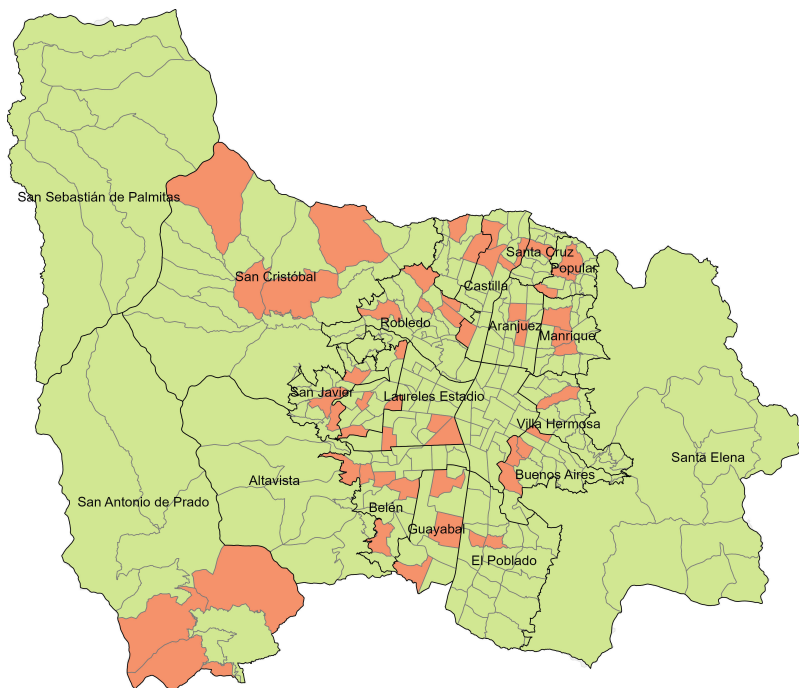 San Sebastián de Palmitas
Santa Cruz
Popular
San Cristóbal
Castilla
Robledo
Aranjuez
Manrique
San Javier
Laureles Estadio
Villa Hermosa
Santa Elena
Buenos Aires
Altavista
San Antonio de Prado
Belén
Guayabal
El Poblado